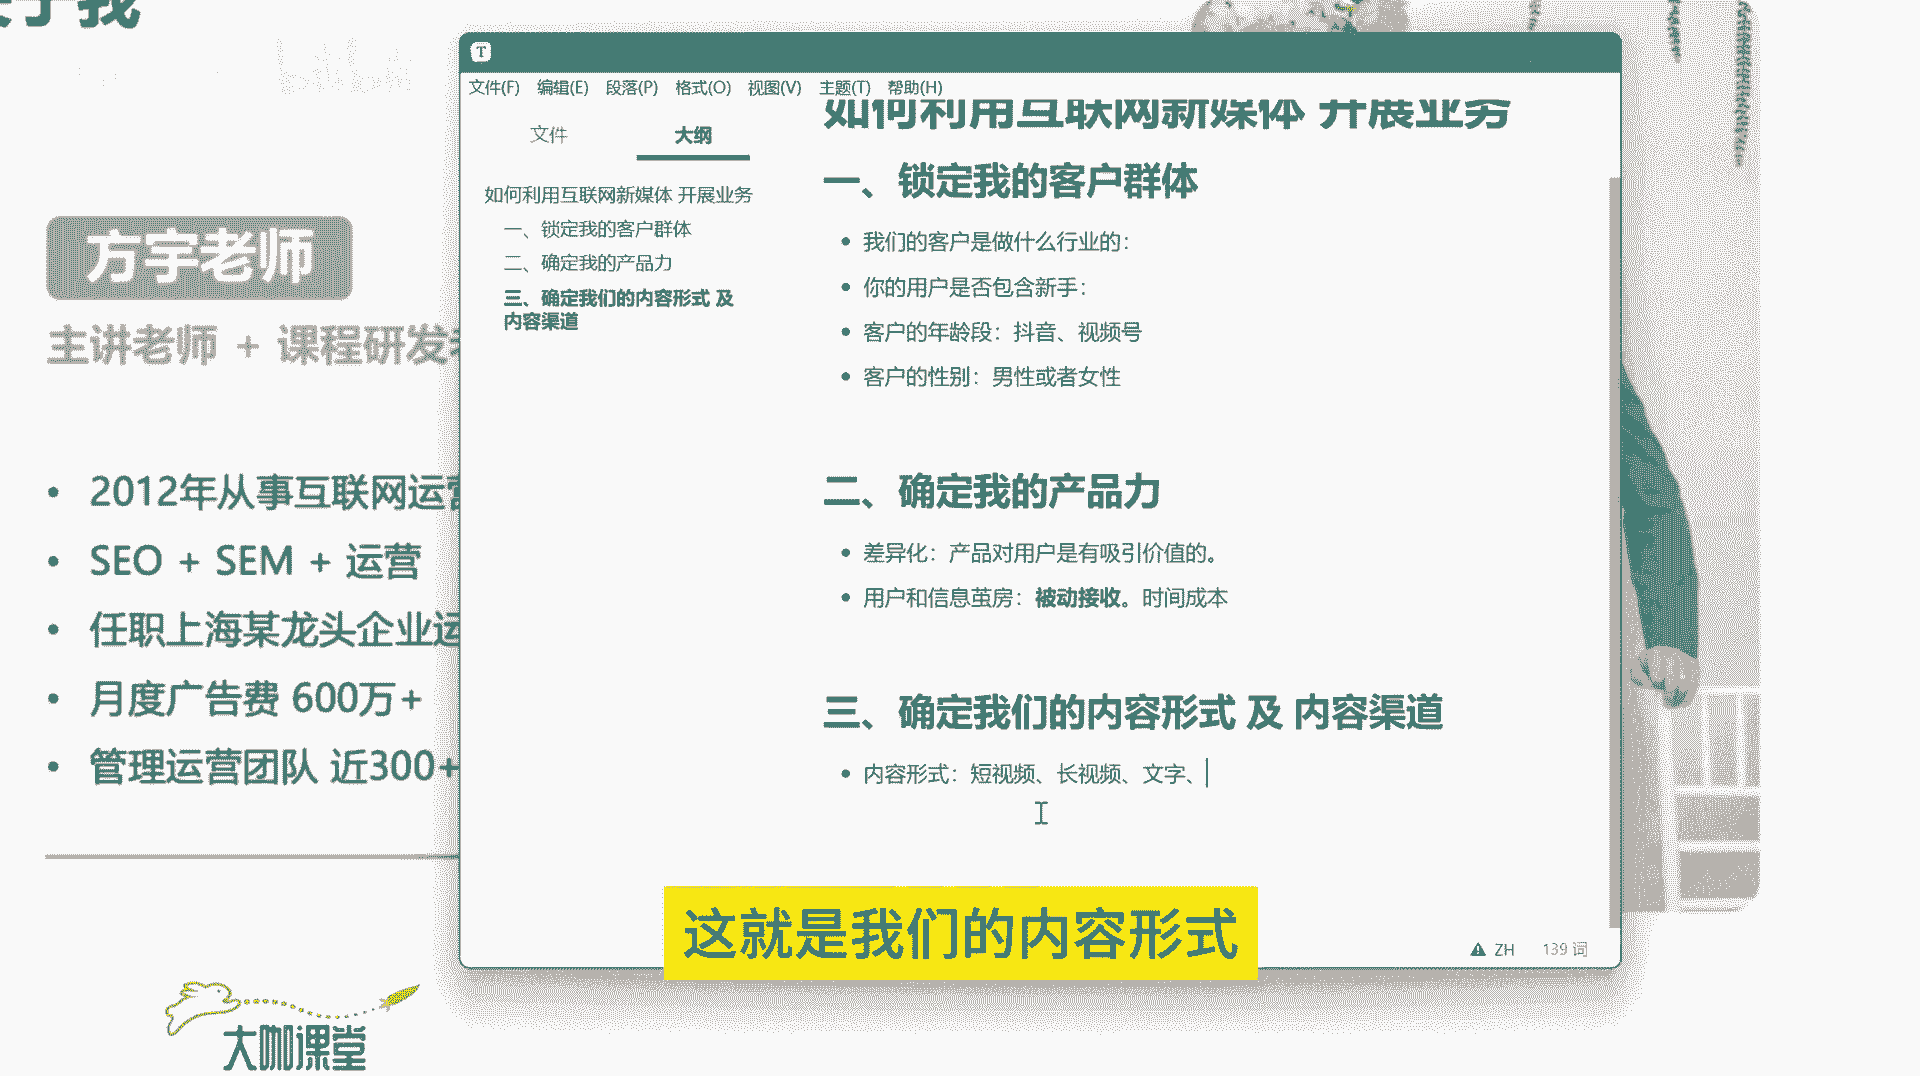 于我
bilibili
方宇老师
主讲老师 + 课程研发
2012年从事互联网运营
SEO + SEM + 运营
任职上海某龙头企业运
月度广告费 600万+
管理运营团队 近300+
大咖课堂
T
文件(F) 编辑(E) 段落(P) 格式(O) 视图(V) 主题(T) 帮助(H)
文件 大纲
如何利用互联网新媒体 开展业务
一、锁定我的客户群体
二、确定我的产品力
三、确定我们的内容形式 及
内容渠道
如何利用互联网新媒体 开展业务
一、锁定我的客户群体
我们的客户是做什么行业的：
你的用户是否包含新手：
客户的年龄段：抖音、视频号
客户的性别：男性或者女性
二、确定我的产品力
差异化：产品对用户是有吸引价值的。
用户和信息茧房：被动接收。时间成本
三、确定我们的内容形式 及 内容渠道
内容形式：短视频、长视频、文字、
这就是我们的内容形式
ZH 139 词